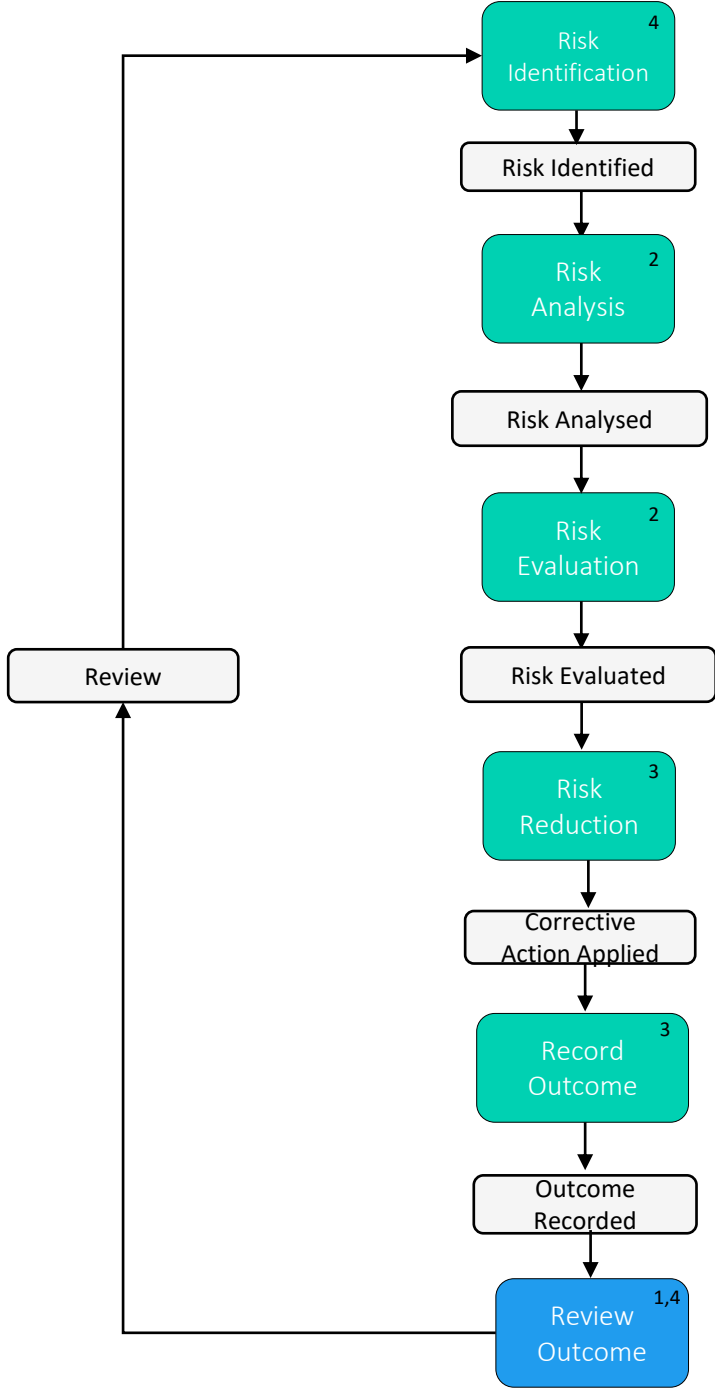 4
Risk
Identification
Risk Identified
2
Risk
Analysis
Risk Analysed
2
Risk
Evaluation
Review
Risk Evaluated
3
Risk
Reduction
Corrective
Action Applied
3
Record
Outcome
Outcome
Recorded
1,4
Review
Outcome